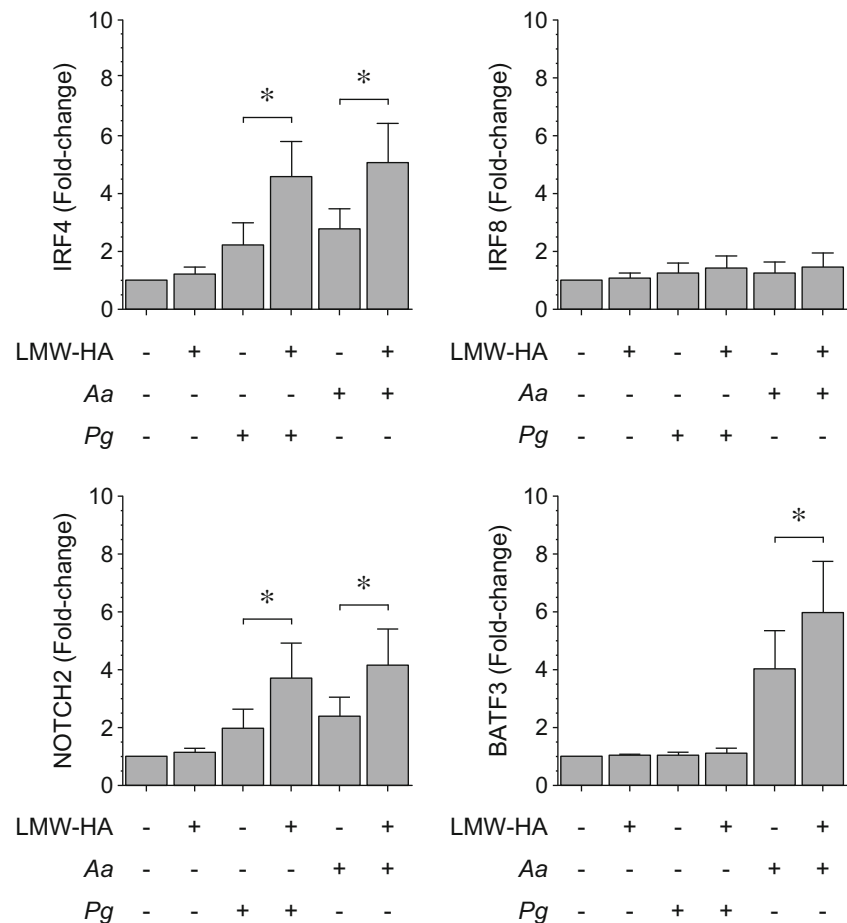 10
8
6
4
2
0
IRF4 (Fold-change)
* *
LMW-HA - + - + - +
Aa - - - - + +
Pg - - + + - -
10
8
6
4
2
0
IRF8 (Fold-change)
LMW-HA - + - + - +
Aa - - - - + +
Pg - - + + - -
10
8
6
4
2
0
NOTCH2 (Fold-change)
* *
LMW-HA - + - + - +
Aa - - - - + +
Pg - - + + - -
10
8
6
4
2
0
BATF3 (Fold-change)
*
LMW-HA - + - + - +
Aa - - - - + +
Pg - - + + - -